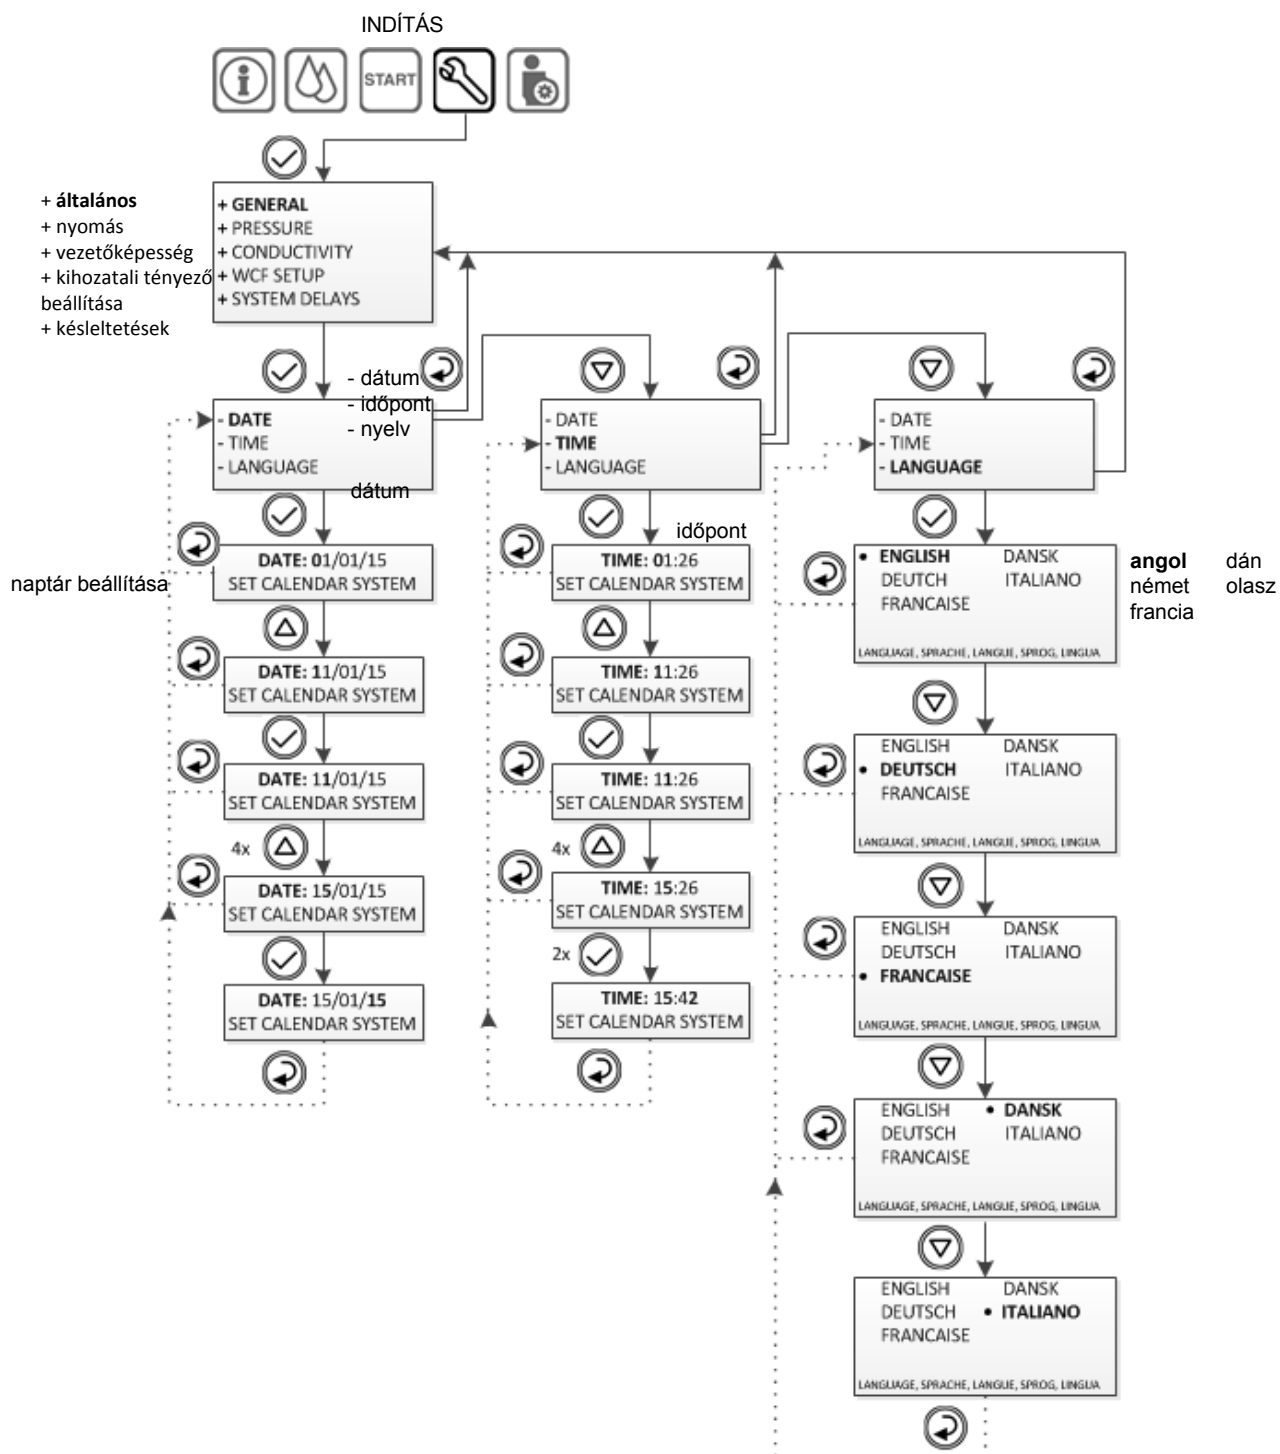 INDÍTÁS
START
+ általános
+ nyomás
+ vezetőképesség
+ kihozatali tényező
beállítása
+ késleltetések
+ GENERAL
+ PRESSURE
+ CONDUCTIVITY
+ WCF SETUP
+ SYSTEM DELAYS
- dátum
- időpont
- nyelv
- DATE
- TIME
- LANGUAGE
dátum
- DATE
- TIME
- LANGUAGE
- DATE
- TIME
- LANGUAGE
naptár beállítása
DATE: 01/01/15
SET CALENDAR SYSTEM
DATE: 11/01/15
SET CALENDAR SYSTEM
DATE: 11/01/15
SET CALENDAR SYSTEM
4x
DATE: 15/01/15
SET CALENDAR SYSTEM
DATE: 15/01/15
SET CALENDAR SYSTEM
időpont
TIME: 01:26
SET CALENDAR SYSTEM
TIME: 11:26
SET CALENDAR SYSTEM
TIME: 11:26
SET CALENDAR SYSTEM
4x
TIME: 15:26
SET CALENDAR SYSTEM
2x
TIME: 15:42
SET CALENDAR SYSTEM
• ENGLISH DANSK
DEUTCH ITALIANO
FRANCAISE
LANGUAGE, SPRACHE, LANGUE, SPROG, LINGUA
angol dán
német olasz
francia
ENGLISH DANSK
• DEUTSCH ITALIANO
FRANCAISE
LANGUAGE, SPRACHE, LANGUE, SPROG, LINGUA
ENGLISH DANSK
DEUTSCH ITALIANO
• FRANCAISE
LANGUAGE, SPRACHE, LANGUE, SPROG, LINGUA
ENGLISH • DANSK
DEUTSCH ITALIANO
FRANCAISE
LANGUAGE, SPRACHE, LANGUE, SPROG, LINGUA
ENGLISH DANSK
DEUTSCH • ITALIANO
FRANCAISE
LANGUAGE, SPRACHE, LANGUE, SPROG, LINGUA